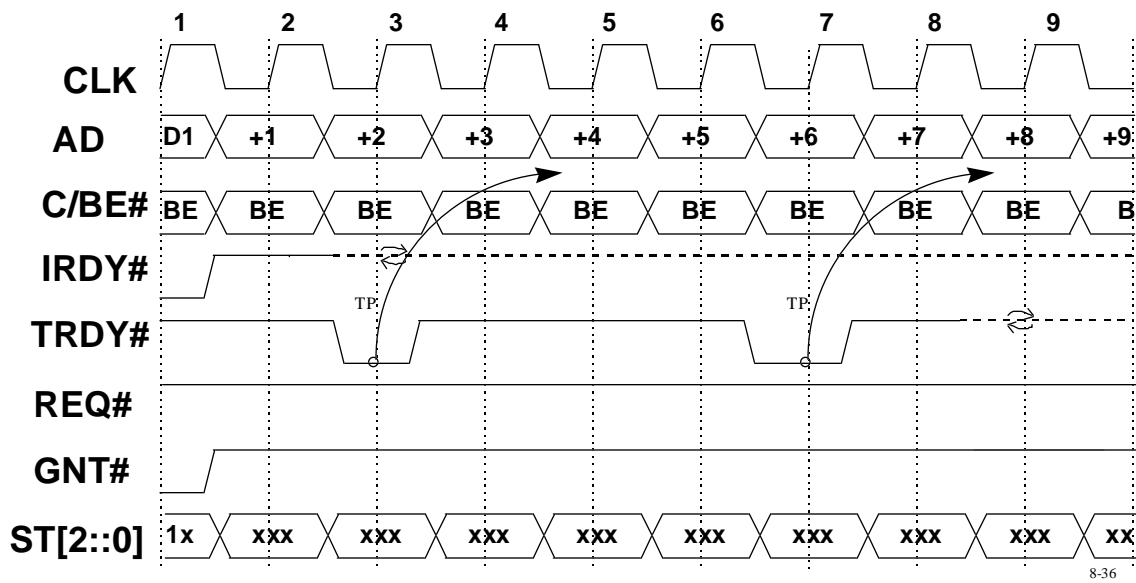 1 2 3 4 5 6 7 8 9
CLK
AD D1 +1 +2 +3 +4 +5 +6 +7 +8 +9
C/BE# BE BE BE BE BE BE BE BE BE B
IRDY#
TP TP
TRDY#
REQ#
GNT#
ST[2::0] 1x xxx xxx xxx xxx xxx xxx xxx xxx xx
8-36